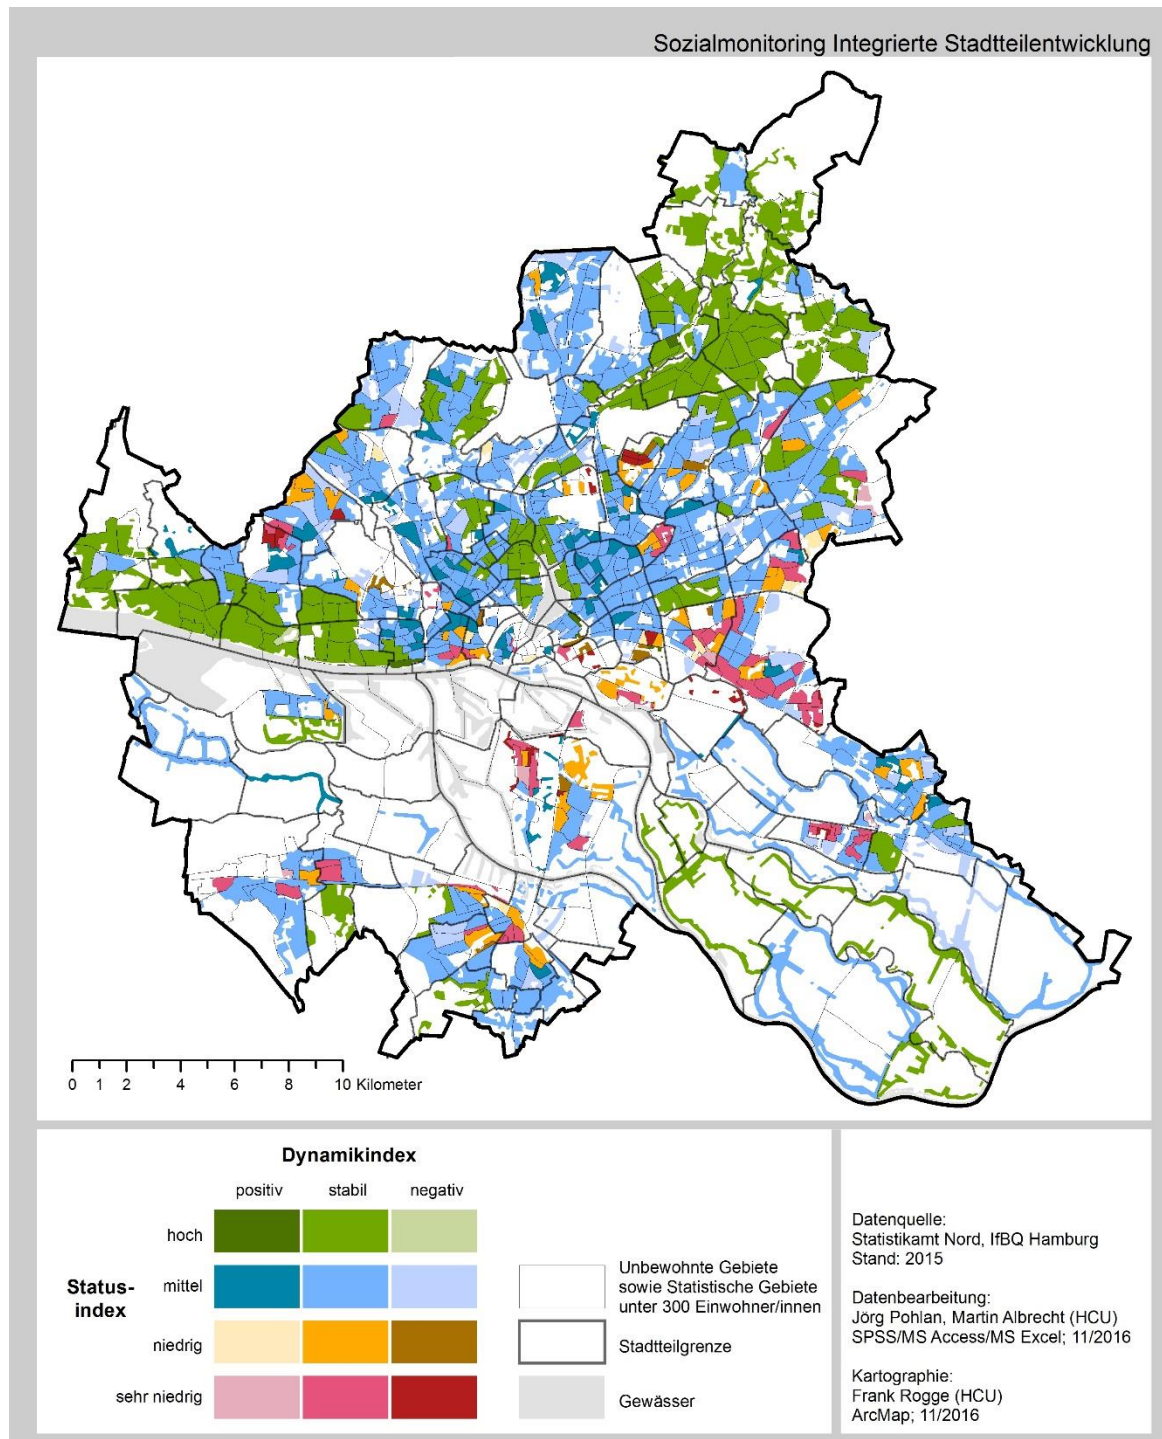 Sozialmonitoring Integrierte Stadtteilentwicklung
0 1 2 4 6 8 10 Kilometer
Dynamikindex
positiv stabil negativ
hoch
Status-
index
mittel
niedrig
sehr niedrig
Unbewohnte Gebiete
sowie Statistische Gebiete
unter 300 Einwohner/innen
Stadtteilgrenze
Gewässer
Datenquelle:
Statistikamt Nord, IfBQ Hamburg
Stand: 2015
Datenbearbeitung:
Jörg Pohlan, Martin Albrecht (HCU)
SPSS/MS Access/MS Excel; 11/2016
Kartographie:
Frank Rogge (HCU)
ArcMap; 11/2016